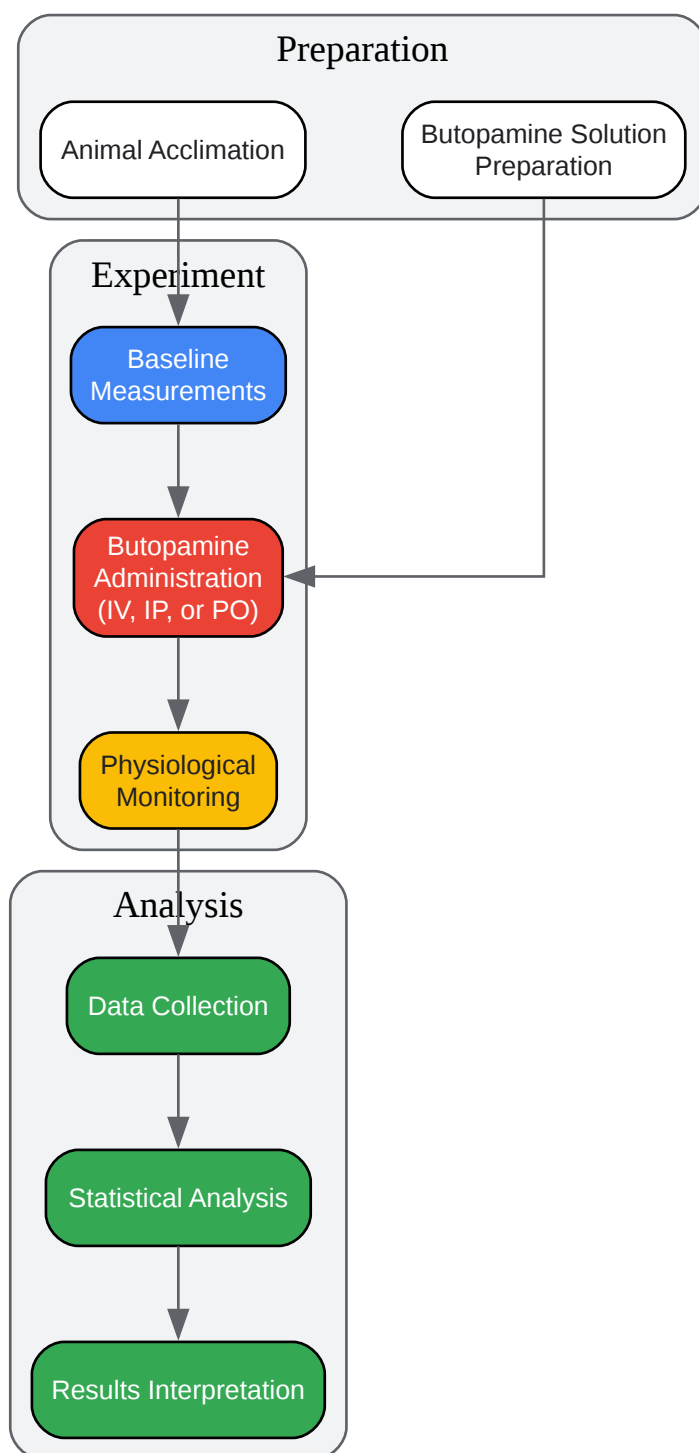 Preparation
Animal Acclimation
Butopamine Solution
Preparation
Experiment
Baseline
Measurements
Butopamine
Administration
(IV, IP, or PO)
Physiological
Monitoring
Analysis
Data Collection
Statistical Analysis
Results Interpretation